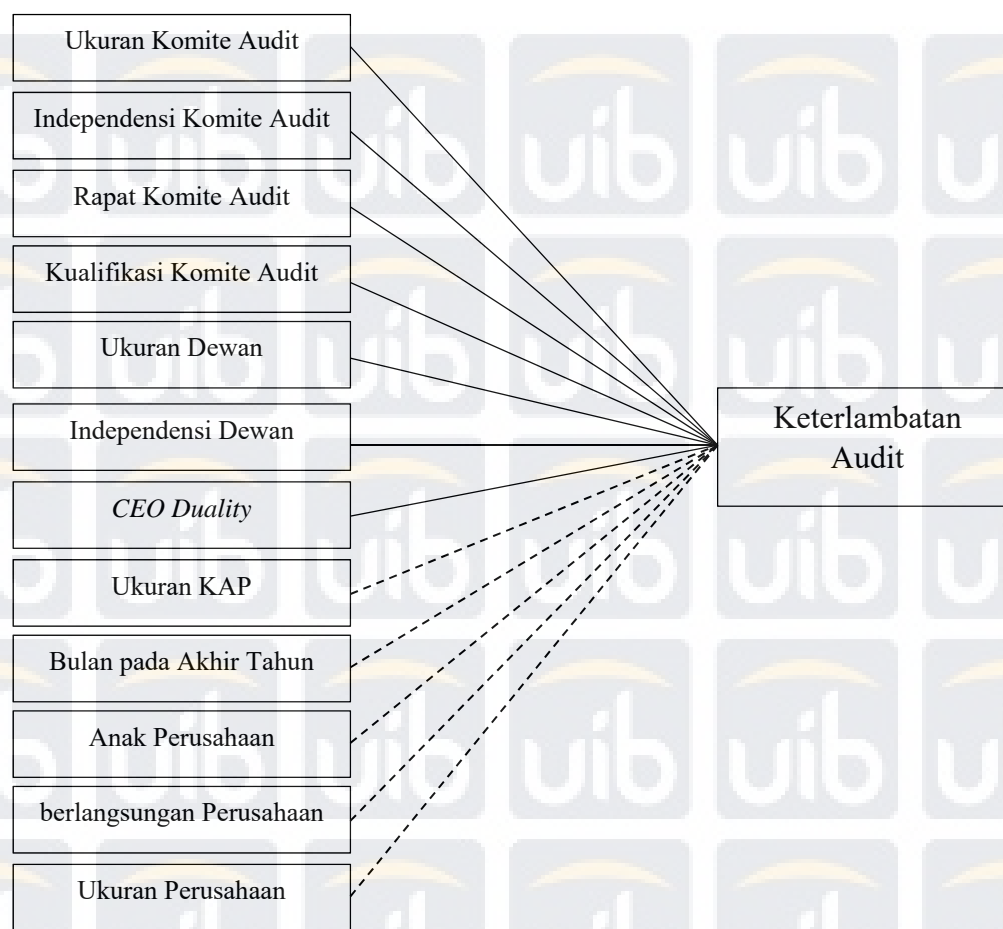 Ukuran Komite Audit
Independensi Komite Audit
Rapat Komite Audit
Kualifikasi Komite Audit
Ukuran Dewan
Independensi Dewan
CEO Duality
Ukuran KAP
Bulan pada Akhir Tahun
Anak Perusahaan
berlangsungan Perusahaan
Ukuran Perusahaan
Keterlambatan
Audit